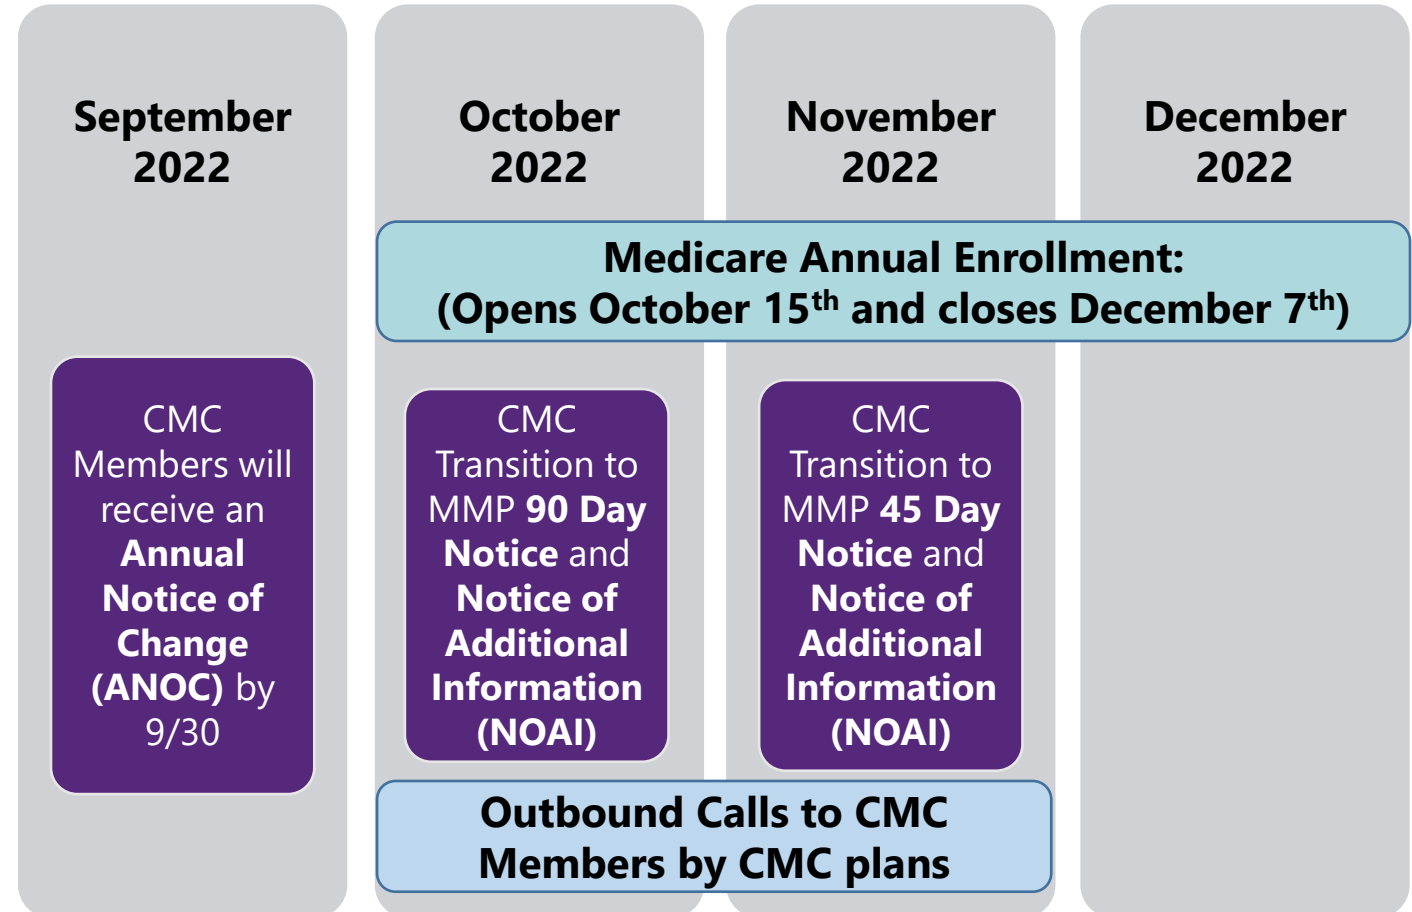 September
2022
October
2022
November
2022
December
2022
Medicare Annual Enrollment:
(Opens October 15th and closes December 7th)
CMC
Members will
receive an
Annual
Notice of
Change
(ANOC) by
9/30
CMC
Transition to
MMP 90 Day
Notice and
Notice of
Additional
Information
(NOAI)
CMC
Transition to
MMP 45 Day
Notice and
Notice of
Additional
Information
(NOAI)
Outbound Calls to CMC
Members by CMC plans